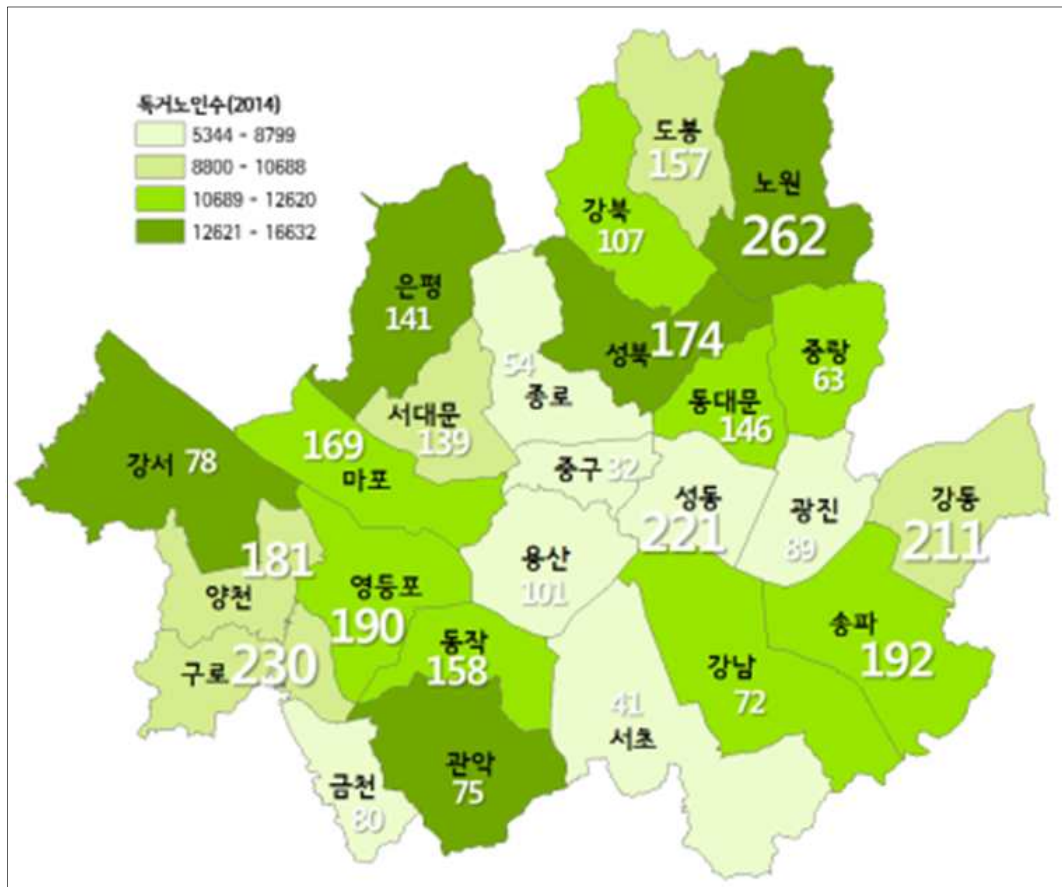 독거노인수(2014)
5344 - 8799
8800 - 10688
10689 - 12620
12621 - 16632
도봉
157
노원
262
강북
107
은평
141
성북 174
중랑
63
54
종로
서대문
139
동대문
146
169
마포
강서 78
중구 32
성동
221
광진
89
강동
211
181
양천
영등포
190
용산
101
송파
192
구로 230
동작
158
강남
72
41
서초
관악
75
금천
80